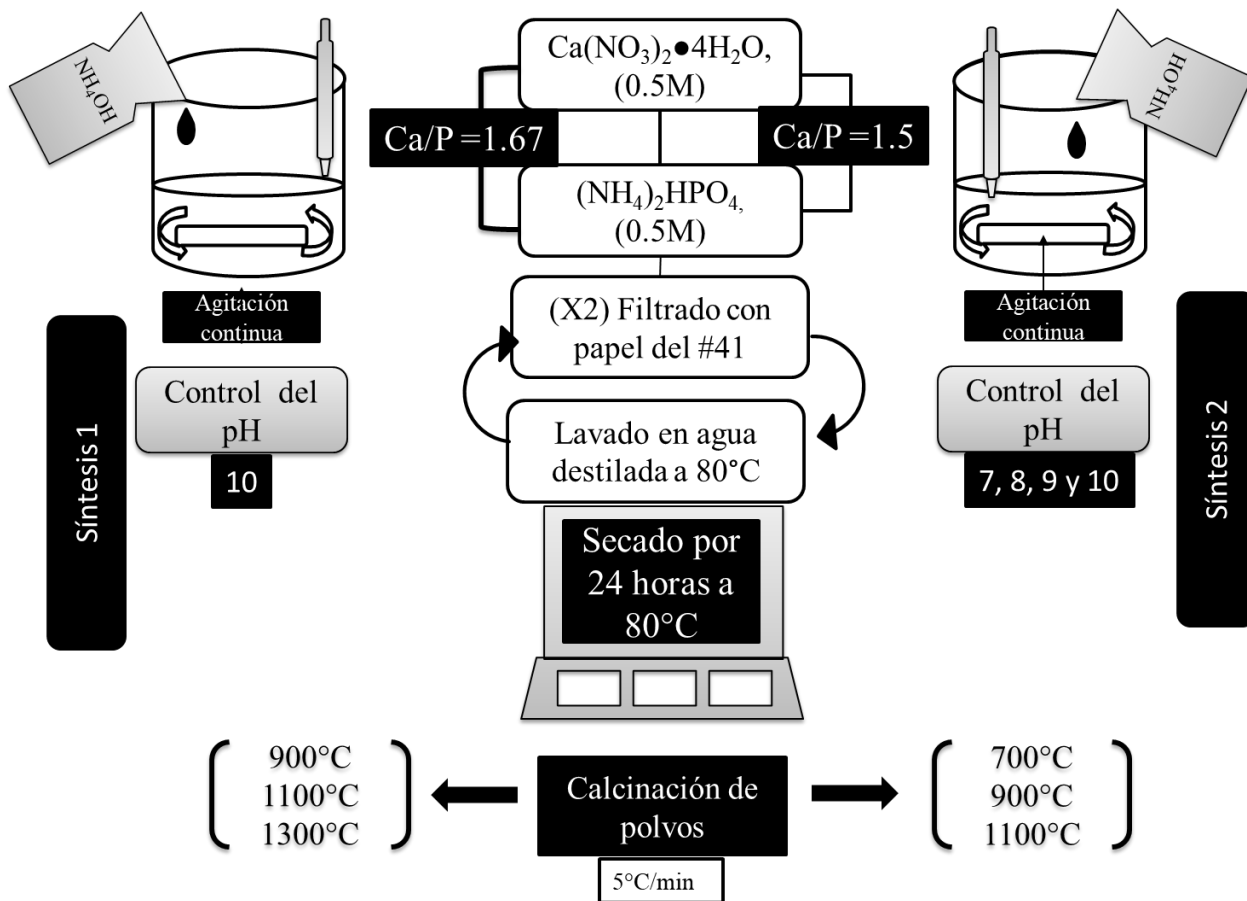 NH₄OH
Ca(NO₃)₂●4H₂O,
(0.5M)
NH₄OH
Ca/P =1.67
Ca/P =1.5
(NH₄)₂HPO₄,
(0.5M)
Agitación
continua
(X2) Filtrado con
papel del #41
Agitación
continua
Síntesis 1
Control del
pH
10
Lavado en agua
destilada a 80°C
Control del
pH
7, 8, 9 y 10
Síntesis 2
Secado por
24 horas a
80°C
900°C
1100°C
1300°C
Calcinación de
polvos
5°C/min
700°C
900°C
1100°C